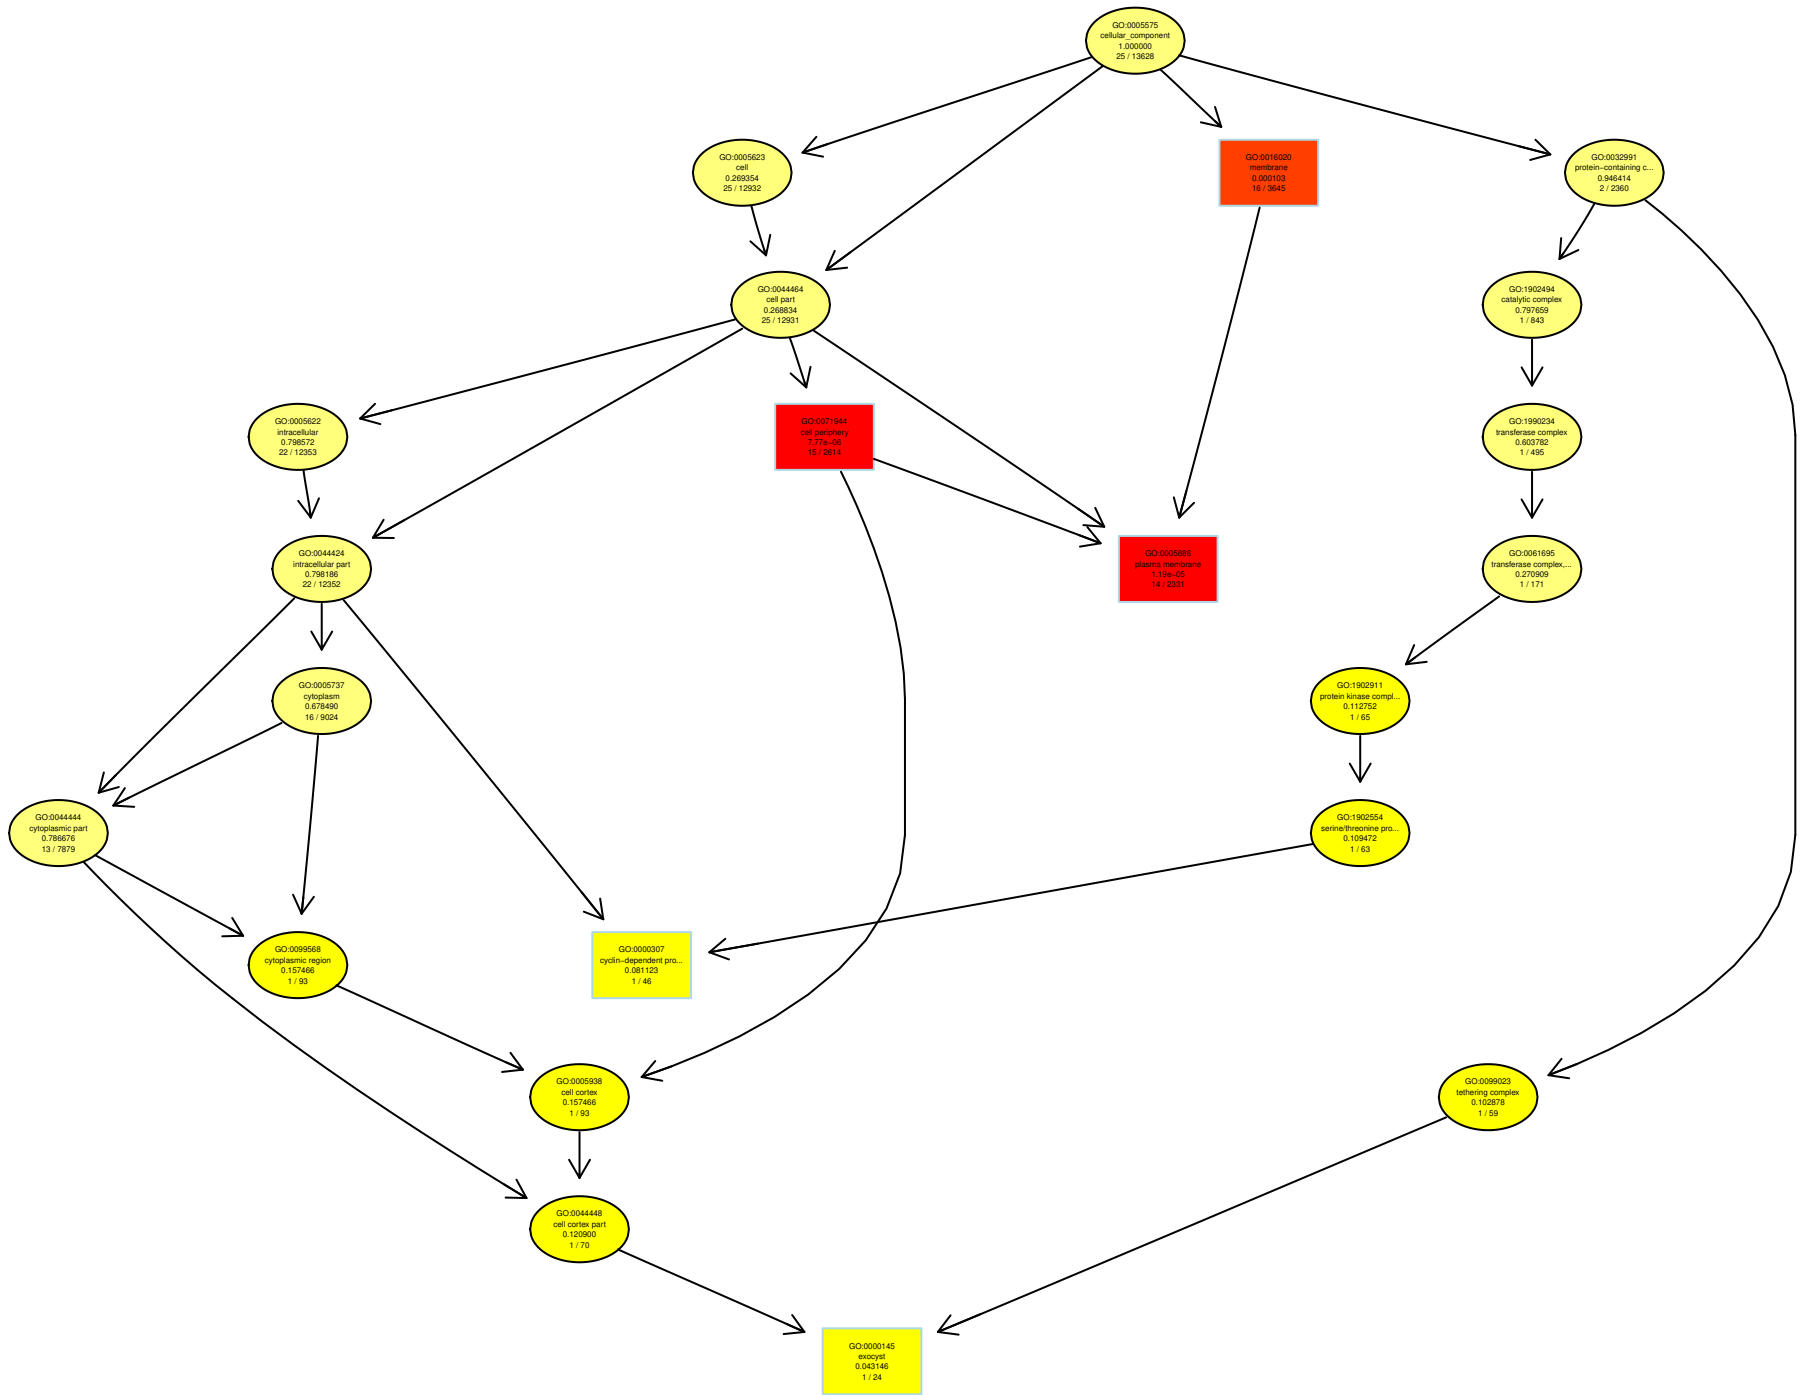 GO:0005575
cellular_component
1.000000
25 / 13628
GO:0005623
cell
0.269354
25 / 12932
GO:0016020
membrane
0.000103
16 / 3645
GO:0032991
protein−containing c...
0.946414
2 / 2360
GO:0044464
cell part
0.268834
25 / 12931
GO:1902494
catalytic complex
0.797659
1 / 843
GO:0005622
intracellular
0.798572
22 / 12353
GO:0071944
cell periphery
7.77e−06
15 / 2614
GO:1990234
transferase complex
0.603782
1 / 495
GO:0044424
intracellular part
0.798186
22 / 12352
GO:0005886
plasma membrane
1.19e−05
14 / 2331
GO:0061695
transferase complex,...
0.270909
1 / 171
GO:0005737
cytoplasm
0.678490
16 / 9024
GO:1902911
protein kinase compl...
0.112752
1 / 65
GO:0044444
cytoplasmic part
0.786676
13 / 7879
GO:1902554
serine/threonine pro...
0.109472
1 / 63
GO:0099568
cytoplasmic region
0.157466
1 / 93
GO:0000307
cyclin−dependent pro...
0.081123
1 / 46
GO:0005938
cell cortex
0.157466
1 / 93
GO:0099023
tethering complex
0.102878
1 / 59
GO:0044448
cell cortex part
0.120900
1 / 70
GO:0000145
exocyst
0.043146
1 / 24